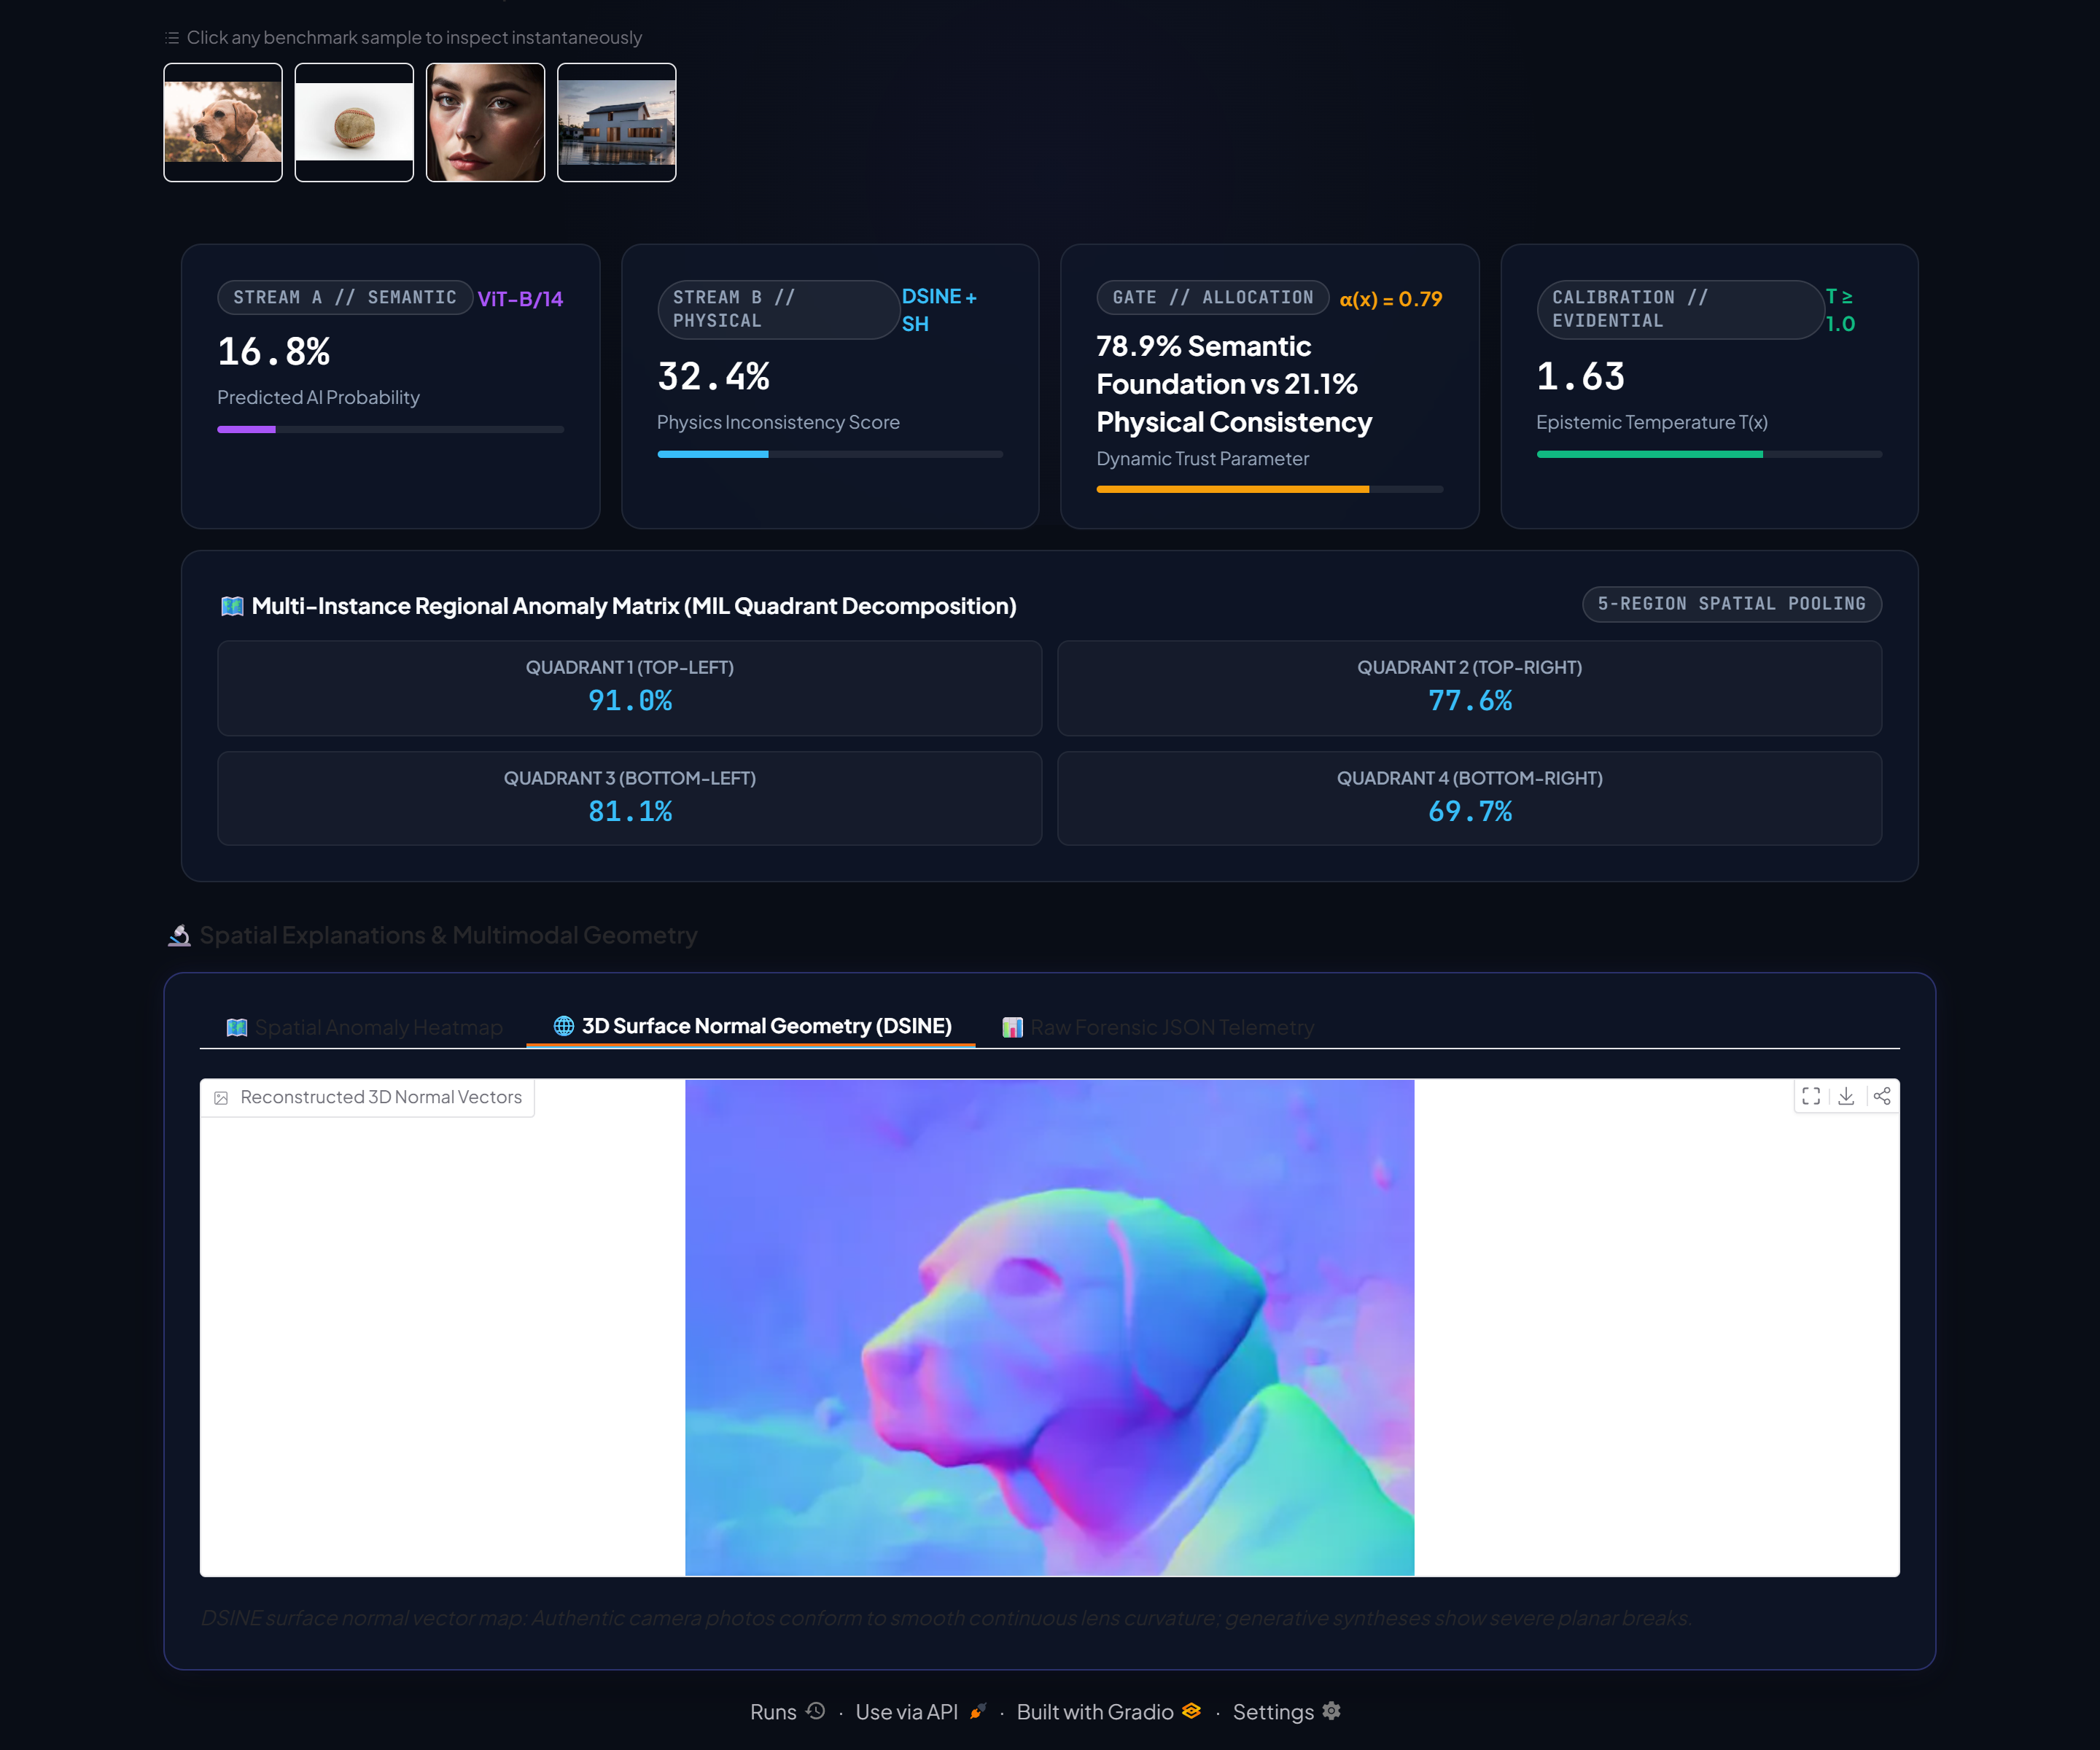 Click any benchmark sample to inspect instantaneously
STREAM A // SEMANTIC
ViT-B/14
16.8%
Predicted AI Probability
STREAM B //
PHYSICAL
DSINE +
SH
32.4%
Physics Inconsistency Score
GATE // ALLOCATION
α(x) = 0.79
78.9% Semantic
Foundation vs 21.1%
Physical Consistency
Dynamic Trust Parameter
CALIBRATION //
EVIDENTIAL
T ≥
1.0
1.63
Epistemic Temperature T(x)
Multi-Instance Regional Anomaly Matrix (MIL Quadrant Decomposition)
5-REGION SPATIAL POOLING
QUADRANT 1 (TOP-LEFT)
91.0%
QUADRANT 2 (TOP-RIGHT)
77.6%
QUADRANT 3 (BOTTOM-LEFT)
81.1%
QUADRANT 4 (BOTTOM-RIGHT)
69.7%
Spatial Explanations & Multimodal Geometry
Spatial Anomaly Heatmap
3D Surface Normal Geometry (DSINE)
Raw Forensic JSON Telemetry
Reconstructed 3D Normal Vectors
DSINE surface normal vector map: Authentic camera photos conform to smooth continuous lens curvature; generative syntheses show severe planar breaks.
Runs · Use via API · Built with Gradio · Settings